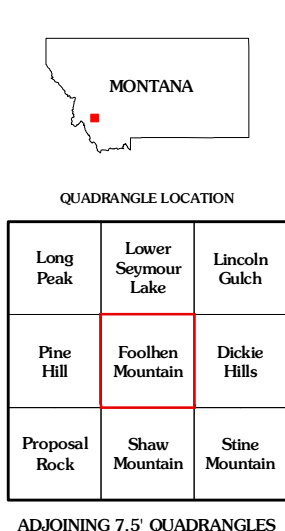 MONTANA
QUADRANGLE LOCATION
Long
Peak
Lower
Seymour
Lake
Lincoln
Gulch
Pine
Hill
Foolhen
Mountain
Dickie
Hills
Proposal
Rock
Shaw
Mountain
Stine
Mountain
ADJOINING 7.5' QUADRANGLES